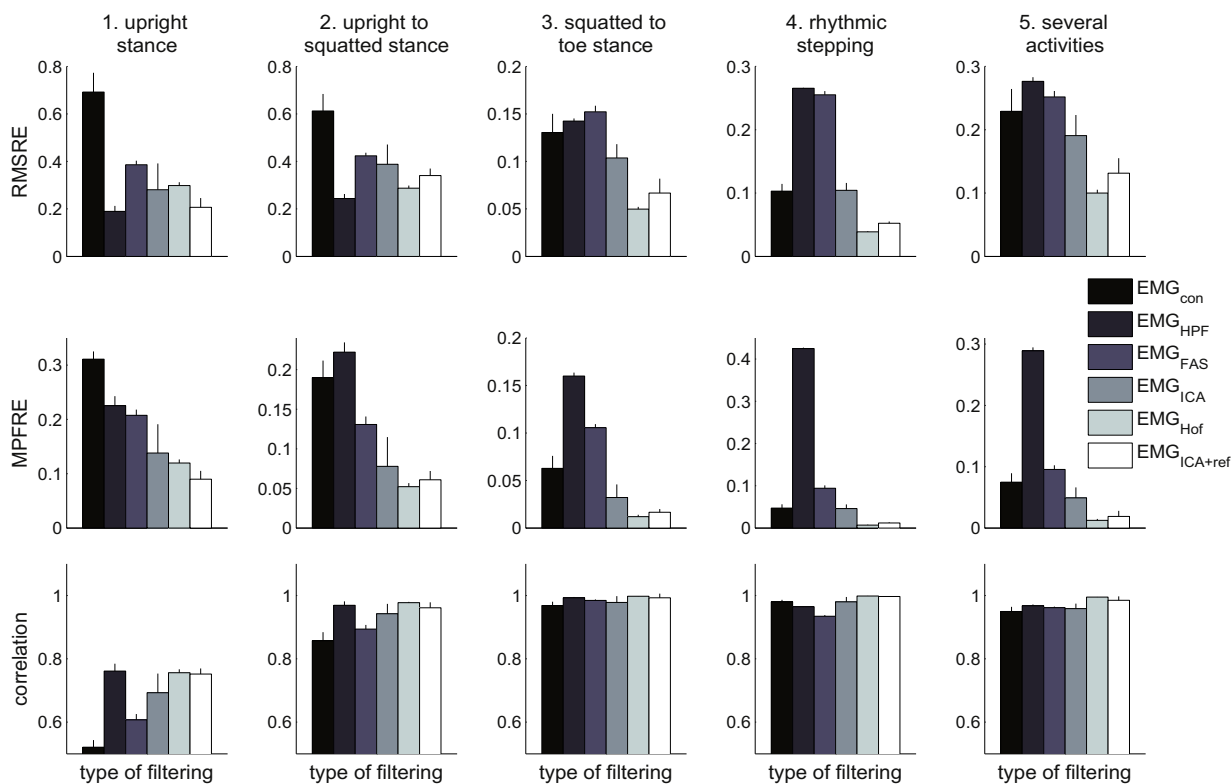 1. upright
stance
2. upright to
squatted stance
3. squatted to
toe stance
4. rhythmic
stepping
5. several
activities
RMSRE
0.8
0.6
0.4
0.2
0
0.8
0.6
0.4
0.2
0
0.2
0.15
0.1
0.05
0
0.3
0.2
0.1
0
0.3
0.2
0.1
0
EMGcon
EMGHPF
EMGFAS
EMGICA
EMGHof
EMGICA+ref
MPFRE
0.3
0.2
0.1
0
0.2
0.15
0.1
0.05
0
0.2
0.15
0.1
0.05
0
0.4
0.3
0.2
0.1
0
0.3
0.2
0.1
0
correlation
1
0.8
0.6
1
0.8
0.6
1
0.8
0.6
1
0.8
0.6
1
0.8
0.6
type of filtering
type of filtering
type of filtering
type of filtering
type of filtering